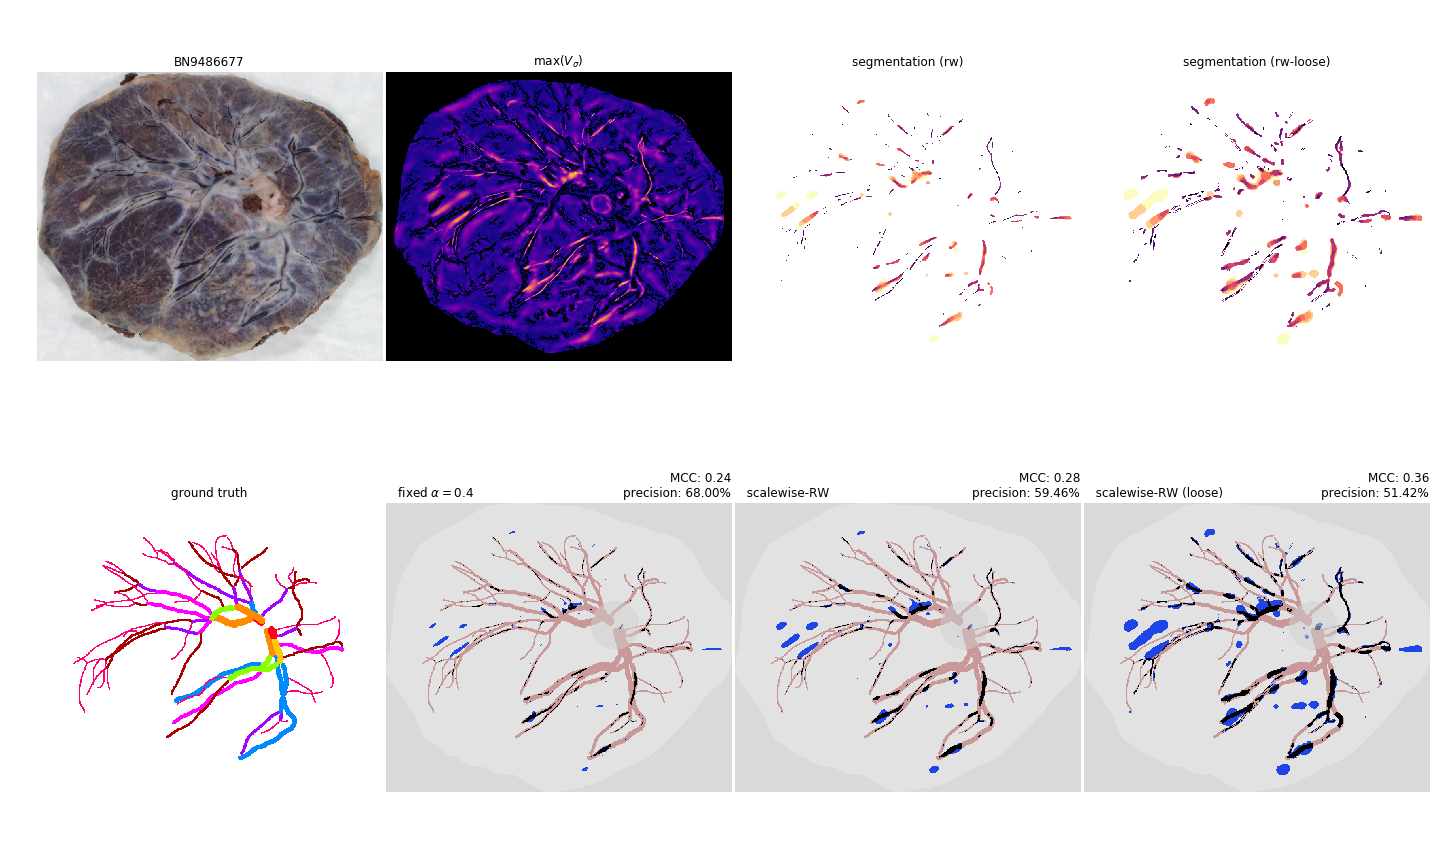 BN9486677
max(V_σ)
segmentation (rw)
segmentation (rw-loose)
ground truth
fixed α = 0.4
MCC: 0.24
precision: 68.00%
scalewise-RW
MCC: 0.28
precision: 59.46%
scalewise-RW (loose)
MCC: 0.36
precision: 51.42%